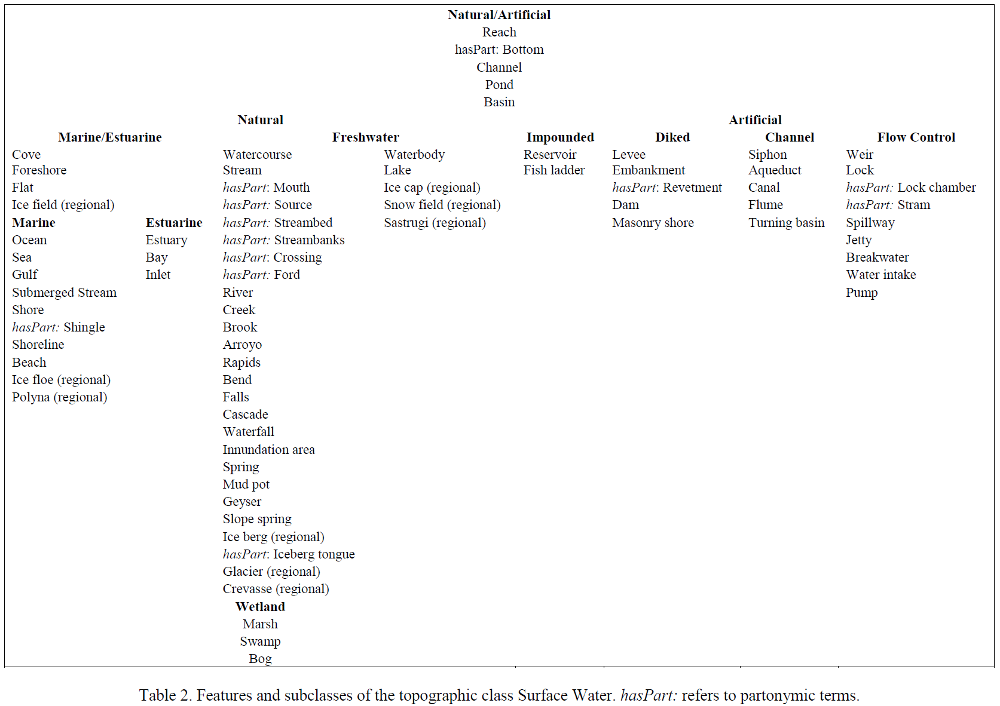 Natural/Artificial
Reach
hasPart: Bottom
Channel
Pond
Basin
Natural Artificial
Marine/Estuarine Freshwater Impounded Diked Channel Flow Control
Cove Watercourse Waterbody Reservoir Levee Siphon Weir
Foreshore Stream Lake Fish ladder Embankment Aqueduct Lock
Flat hasPart: Mouth Ice cap (regional) hasPart: Revetment Canal hasPart: Lock chamber
Ice field (regional) hasPart: Source Snow field (regional) Dam Flume hasPart: Stram
Marine Estuarine hasPart: Streambed Sastrugi (regional) Masonry shore Turning basin Spillway
Ocean Estuary hasPart: Streambanks Jetty
Sea Bay hasPart: Crossing Breakwater
Gulf Inlet hasPart: Ford Water intake
Submerged Stream River Pump
Shore Creek
hasPart: Shingle Brook
Shoreline Arroyo
Beach Rapids
Ice floe (regional) Bend
Polyna (regional) Falls
Cascade
Waterfall
Innundation area
Spring
Mud pot
Geyser
Slope spring
Ice berg (regional)
hasPart: Iceberg tongue
Glacier (regional)
Crevasse (regional)
Wetland
Marsh
Swamp
Bog
Table 2. Features and subclasses of the topographic class Surface Water. hasPart: refers to partonymic terms.